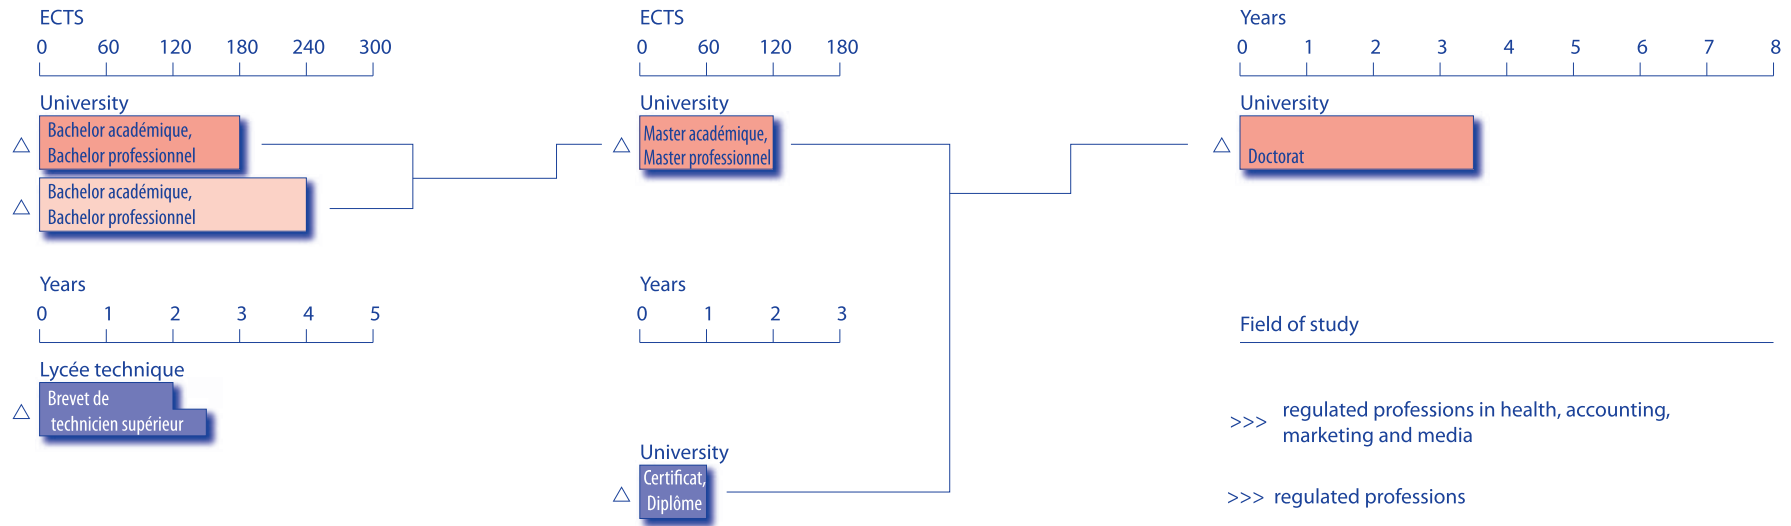 ECTS
0 60 120 180 240 300
University
Bachelor académique,
Bachelor professionnel
Bachelor académique,
Bachelor professionnel
Years
0 1 2 3 4 5
Lycée technique
Brevet de
technicien supérieur
ECTS
0 60 120 180
University
Master académique,
Master professionnel
Years
0 1 2 3
University
Certificat,
Diplôme
Years
0 1 2 3 4 5 6 7 8
University
Doctorat
Field of study
>>> regulated professions in health, accounting,
marketing and media
>>> regulated professions